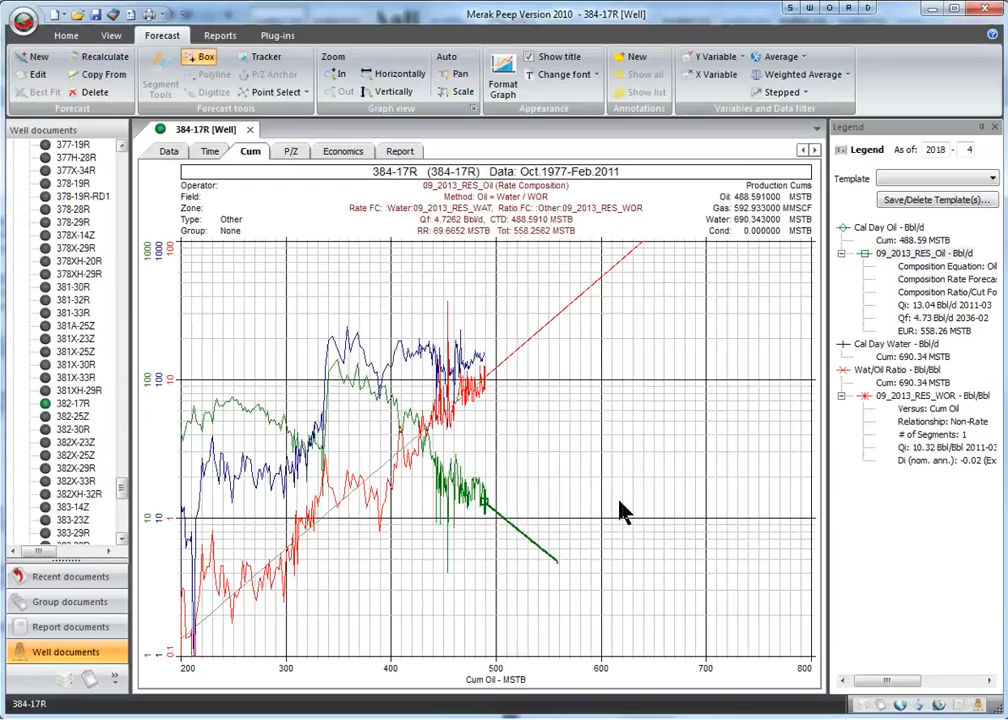 Merak Peep Version 2010 - 384-17R [Well]
S W O R D
Home View Forecast Reports Plug-ins
New Recalculate
Edit Copy From
Best Fit Delete
Forecast
Segment Tools
Box Tracker
Polyline P/Z Anchor
Digitize Point Select
Forecast tools
Zoom Auto
In Horizontally Pan
Out Vertically Scale
Graph view
Format Graph
Show title
Change font
Appearance
New
Show all
Show list
Annotations
Y Variable Average
X Variable Weighted Average
Stepped
Variables and Data filter
Well documents
377-19R
377H-28R
377X-34R
378-19R
378-19R-RD1
378-28R
378-29R
378X-14Z
378X-29R
378XH-20R
378XH-29R
381-30R
381-32R
381-33R
381A-25Z
381X-25Z
381X-30R
381X-33R
381XH-29R
382-17R
382-25Z
382-30R
382X-23Z
382X-25Z
382X-29R
382XH-32R
383-14Z
383-23Z
383-29R
Recent documents
Group documents
Report documents
Well documents
384-17R [Well]
Data Time Cum P/Z Economics Report
384-17R (384-17R) Data: Oct.1977-Feb.2011
Operator: 09_2013_RES_Oil (Rate Composition) Production Cums
Field: Method: Oil = Water / WOR Oil: 488.591000 MSTB
Zone: Rate FC: :Water:09_2013_RES_WAT, Ratio FC: :Other:09_2013_RES_WOR Gas: 592.933000 MMSCF
Type: Other Qf: 4.7262 Bbl/d, CTD: 488.5910 MSTB Water: 690.343000 MSTB
Group: None RR: 69.6652 MSTB, Tot: 558.2562 MSTB Cond: 0.000000 MSTB
1000 1000 100
100 100 10
10 10 1
1 1 0.1
200 300 400 500 600 700 800
Cum Oil - MSTB
Legend
Legend As of: 2018 - 4
Template
Save/Delete Template(s)...
Cal Day Oil - Bbl/d
Cum: 488.59 MSTB
09_2013_RES_Oil - Bbl/d
Composition Equation: Oil
Composition Rate Forecas
Composition Ratio/Cut Fo
Qi: 13.04 Bbl/d 2011-03
Qf: 4.73 Bbl/d 2036-02
EUR: 558.26 MSTB
Cal Day Water - Bbl/d
Cum: 690.34 MSTB
Wat/Oil Ratio - Bbl/Bbl
Cum: 690.34 MSTB
09_2013_RES_WOR - Bbl/Bbl
Versus: Cum Oil
Relationship: Non-Rate
# of Segments: 1
Qi: 10.32 Bbl/Bbl 2011-03
Di (nom. ann.): -0.02 (Ex
384-17R